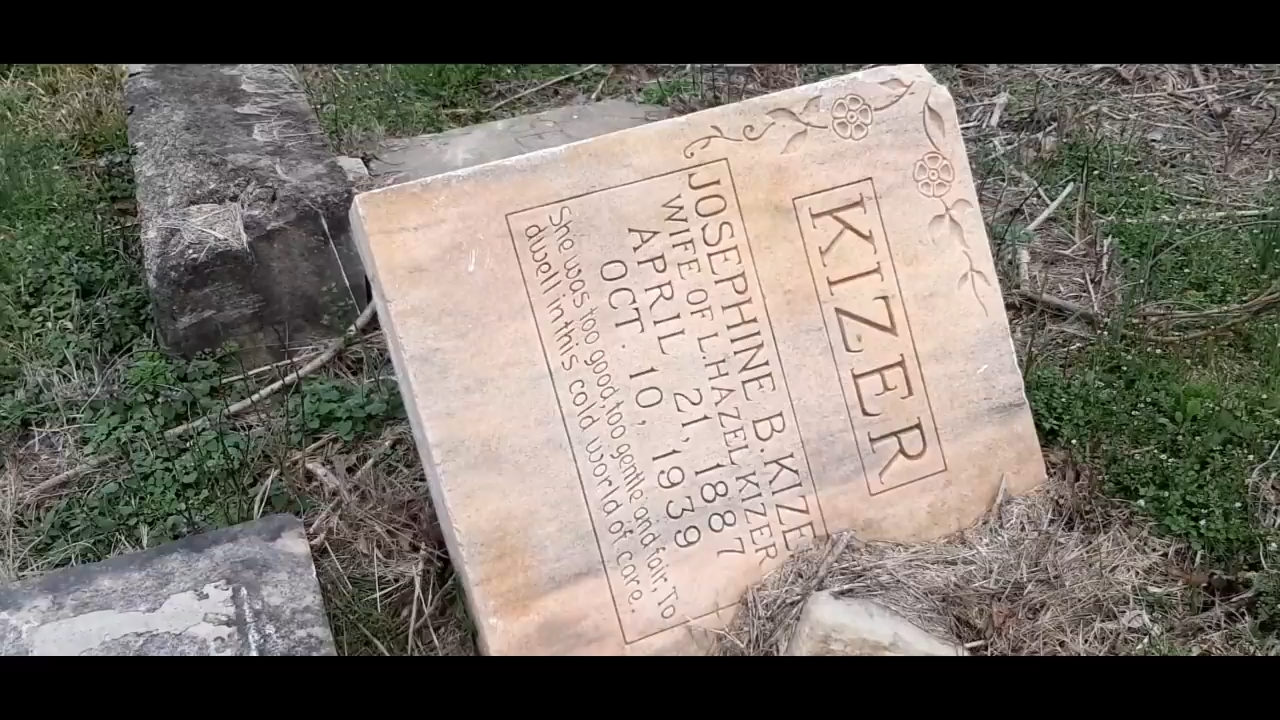 KIZER
JOSEPHINE B. KIZE
WIFE OF L. HAZEL KIZER
APRIL 21, 1887
OCT. 10, 1939
She was too good, too gentle and fair, To
dwell in this cold world of care.